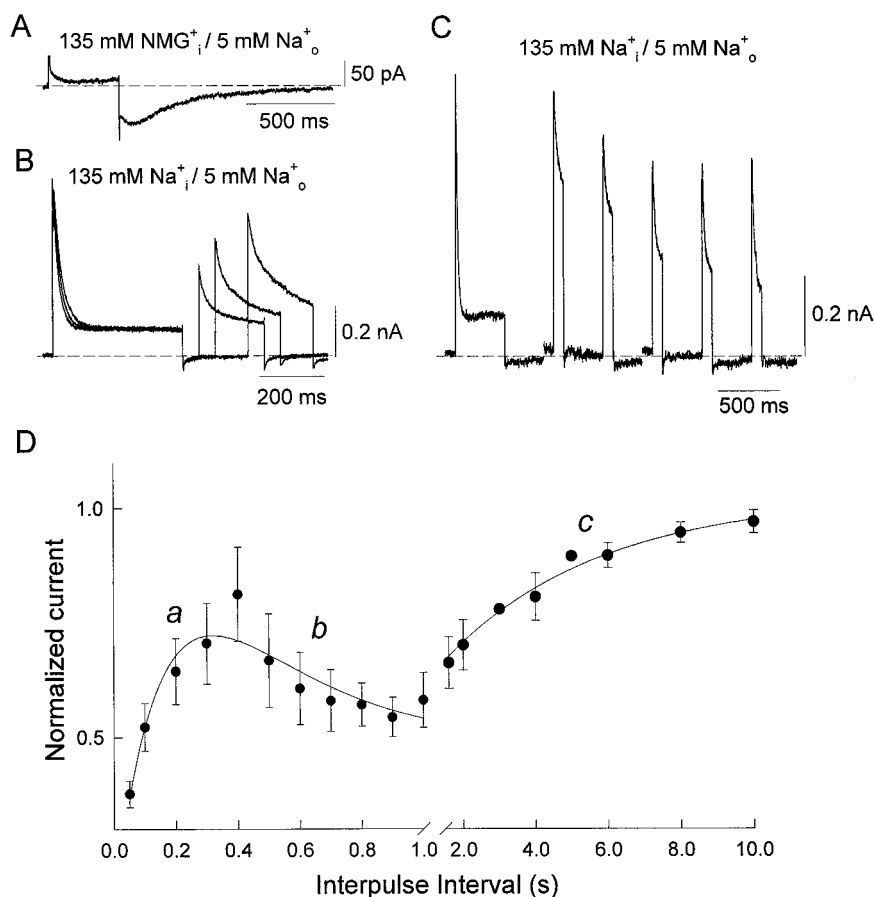 A
135 mM NMG⁺ᵢ / 5 mM Na⁺ₒ
50 pA
500 ms
B
135 mM Na⁺ᵢ / 5 mM Na⁺ₒ
0.2 nA
200 ms
C
135 mM Na⁺ᵢ / 5 mM Na⁺ₒ
0.2 nA
500 ms
D
Normalized current
1.0
0.5
a
b
c
0.0 0.2 0.4 0.6 0.8 1.0 2.0 4.0 6.0 8.0 10.0
Interpulse Interval (s)